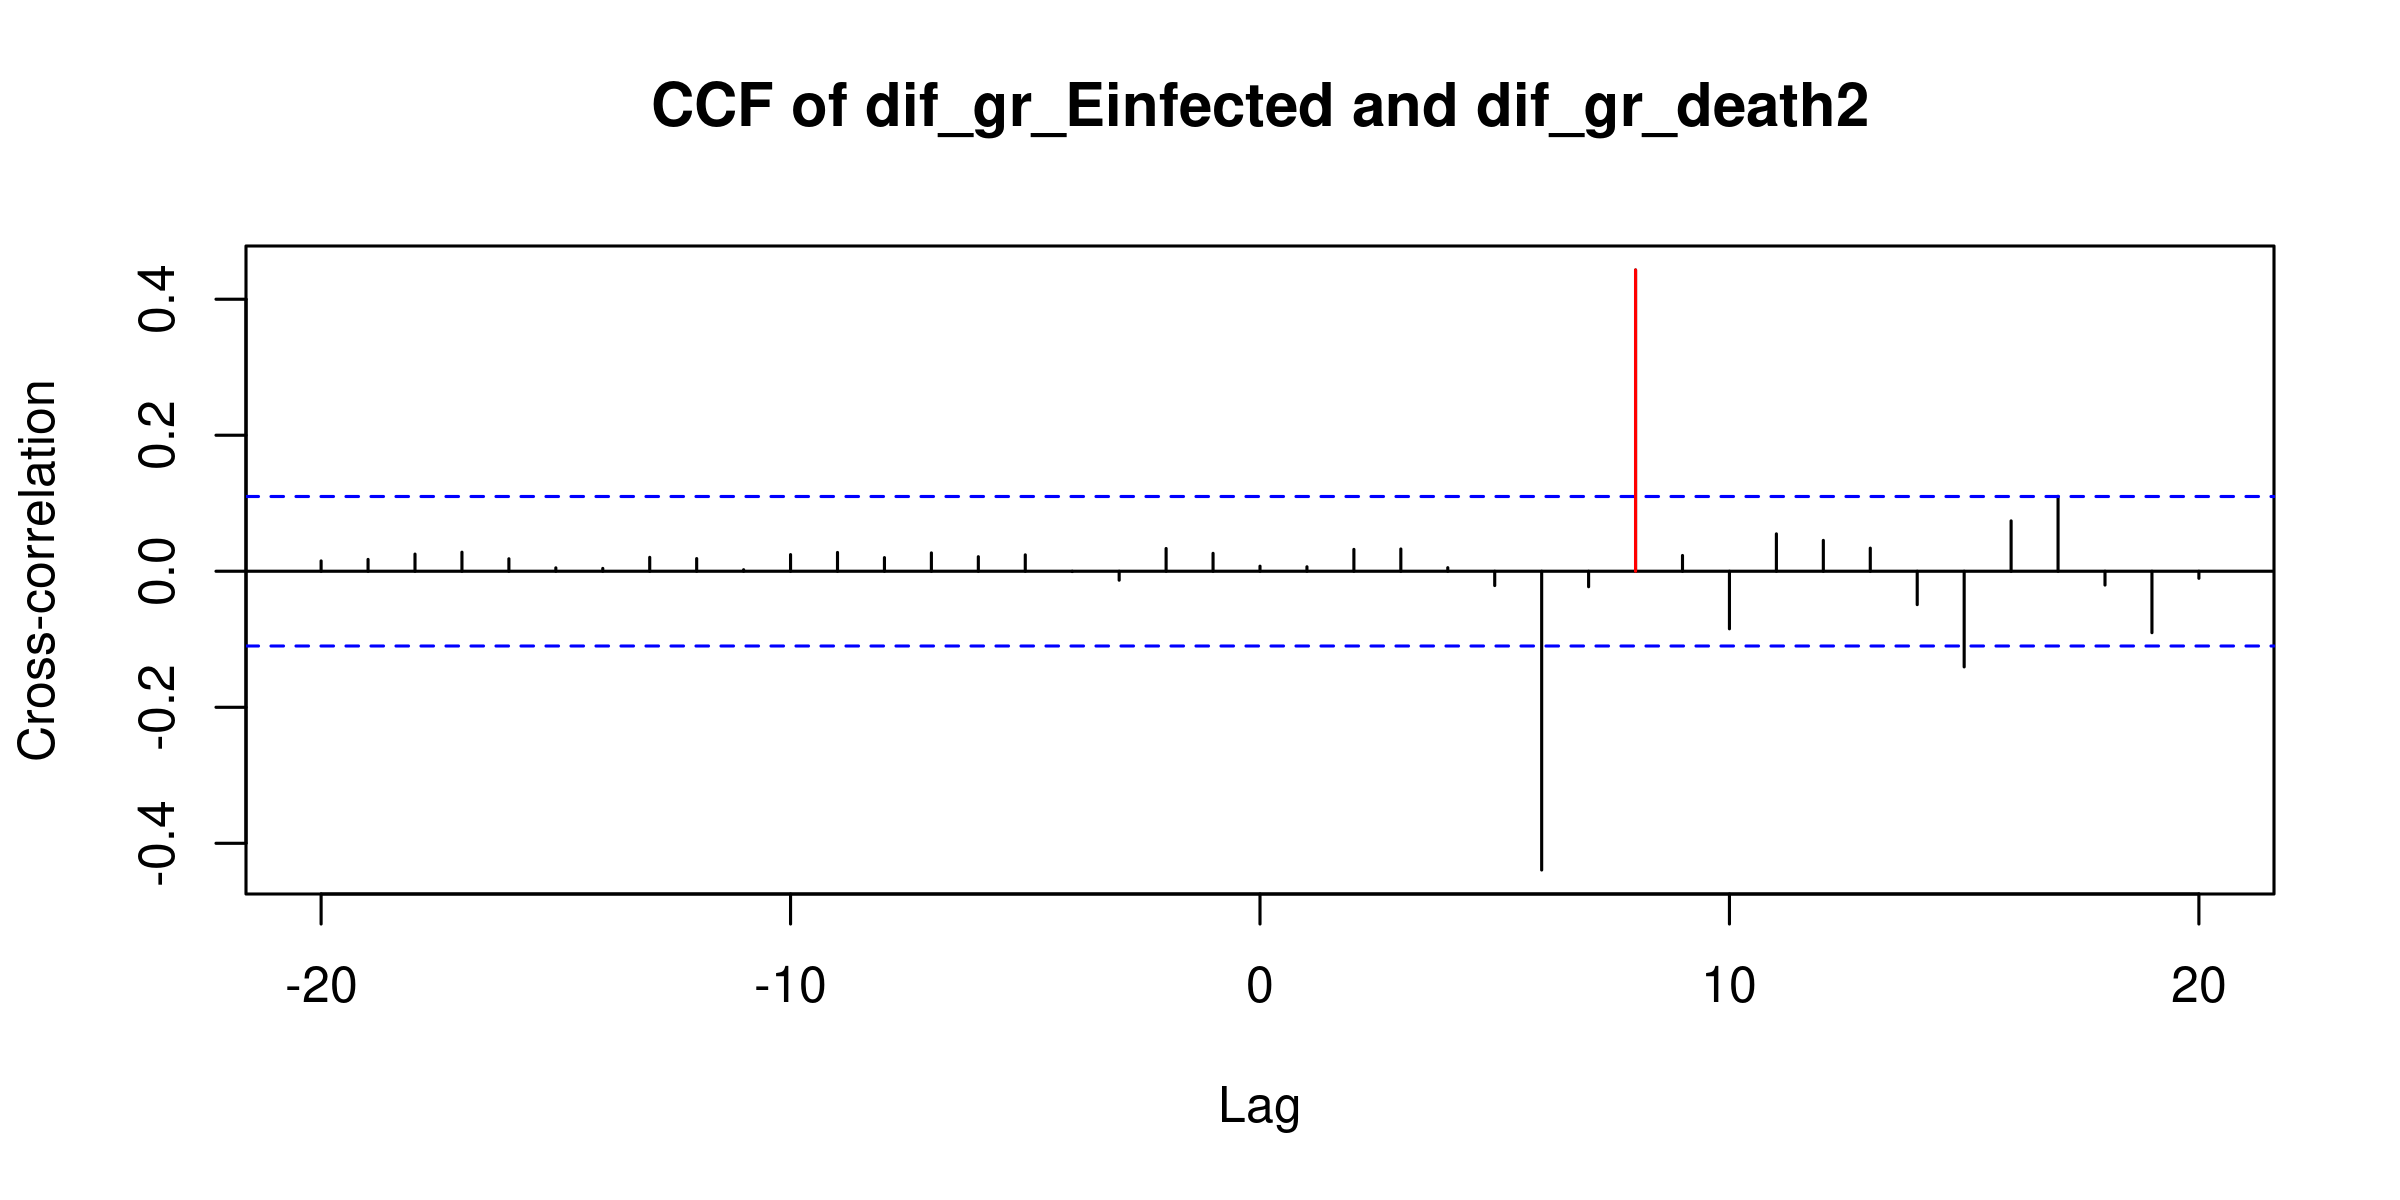 CCF of dif_gr_Einfected and dif_gr_death2
Cross-correlation
0.4
0.2
0.0
-0.2
-0.4
-20 -10 0 10 20
Lag